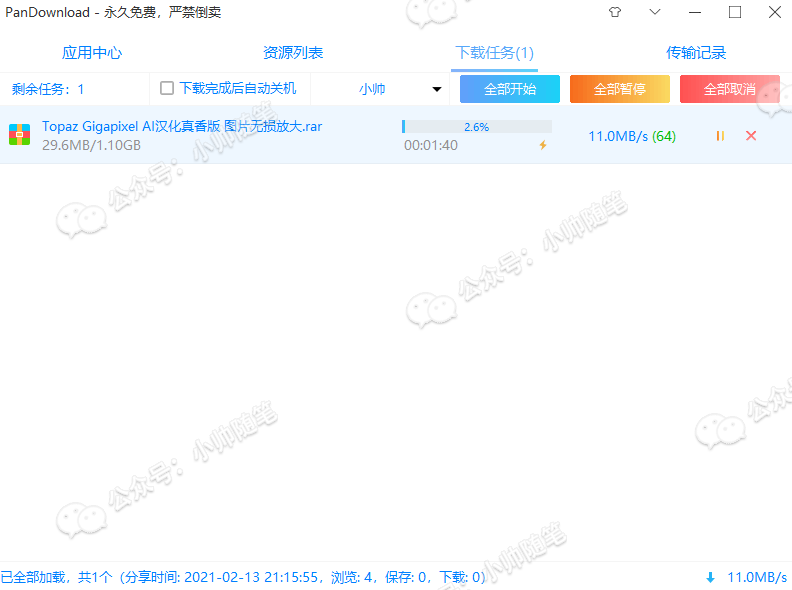 PanDownload - 永久免费，严禁倒卖
应用中心 资源列表 下载任务(1) 传输记录
剩余任务：1 下载完成后自动关机 小帅 全部开始 全部暂停 全部取消
Topaz Gigapixel AI汉化真香版 图片无损放大.rar 2.6% 11.0MB/s (64)
29.6MB/1.10GB 00:01:40
公众号：小帅随笔
公众号：小帅随笔
公众号：小帅随笔
公众号
小帅随笔
已全部加载，共1个（分享时间: 2021-02-13 21:15:55，浏览: 4，保存: 0，下载: 0） 11.0MB/s